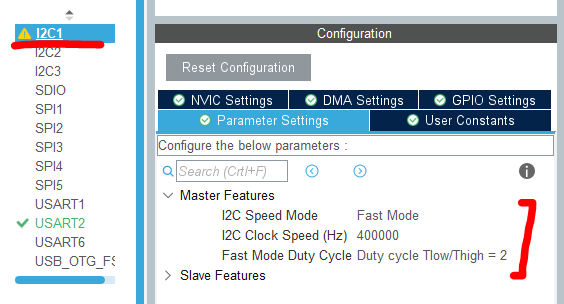 I2C1
I2C2
I2C3
SDIO
SPI1
SPI2
SPI3
SPI4
SPI5
USART1
USART2
USART6
USB_OTG_FS
Configuration
Reset Configuration
NVIC Settings
DMA Settings
GPIO Settings
Parameter Settings
User Constants
Configure the below parameters :
Search (Crtl+F)
Master Features
I2C Speed Mode Fast Mode
I2C Clock Speed (Hz) 400000
Fast Mode Duty Cycle Duty cycle Tlow/Thigh = 2
Slave Features